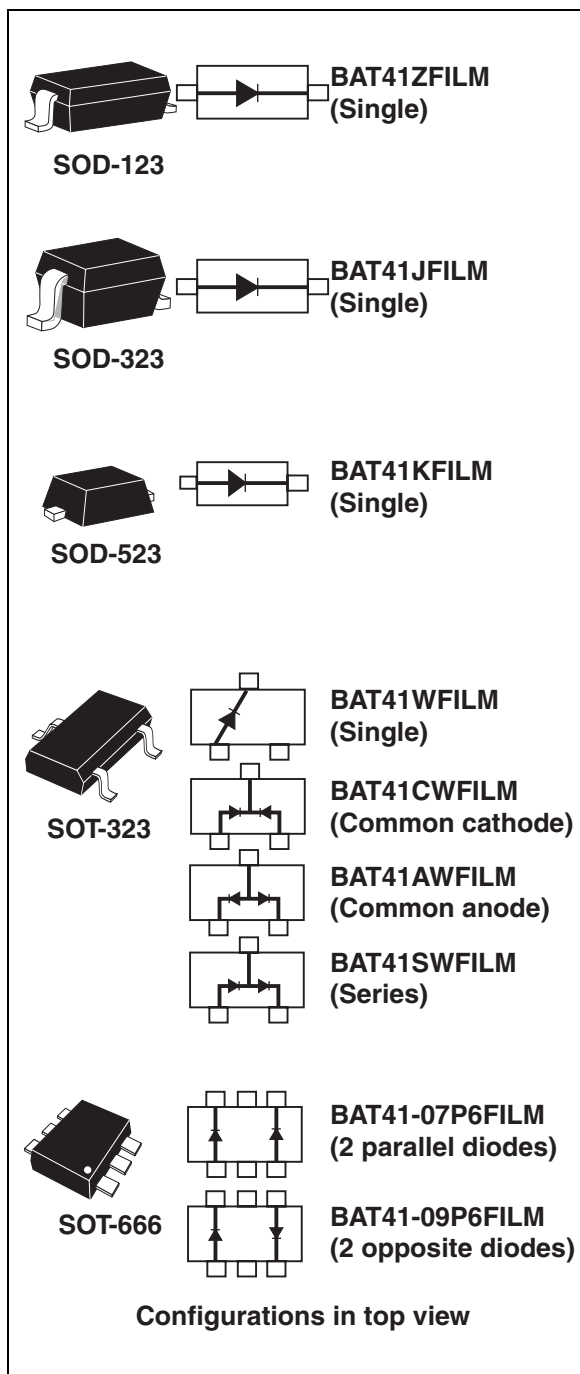 BAT41ZFILM
(Single)
SOD-123
BAT41JFILM
(Single)
SOD-323
BAT41KFILM
(Single)
SOD-523
BAT41WFILM
(Single)
SOT-323
BAT41CWFILM
(Common cathode)
BAT41AWFILM
(Common anode)
BAT41SWFILM
(Series)
BAT41-07P6FILM
(2 parallel diodes)
SOT-666
BAT41-09P6FILM
(2 opposite diodes)
Configurations in top view